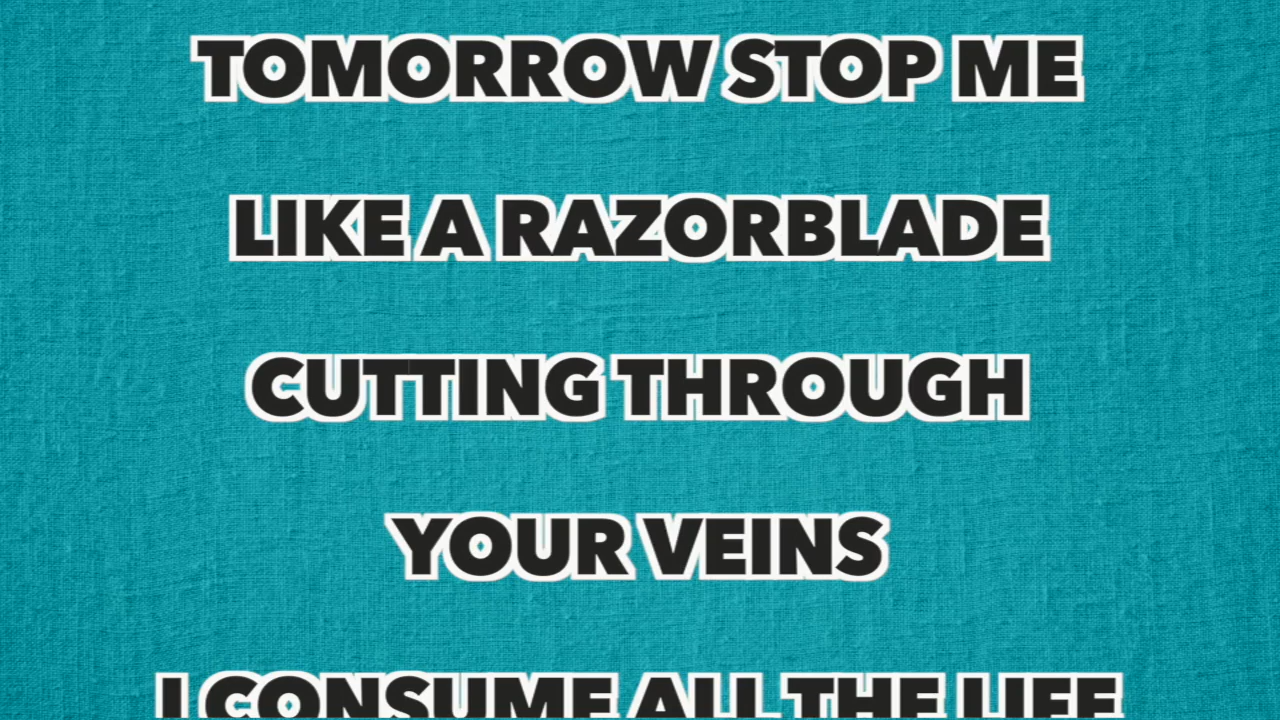 TOMORROW STOP ME
LIKE A RAZORBLADE
CUTTING THROUGH
YOUR VEINS
I CONSUME ALL THE LIFE